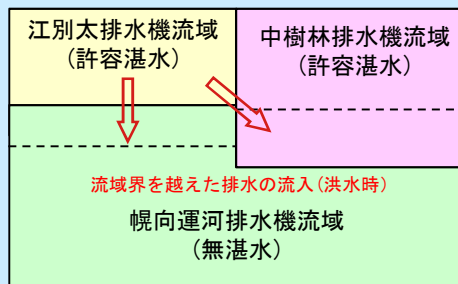 江別太排水機流域
(許容湛水)
中樹林排水機流域
(許容湛水)
流域界を越えた排水の流入(洪水時)
幌向運河排水機流域
(無湛水)